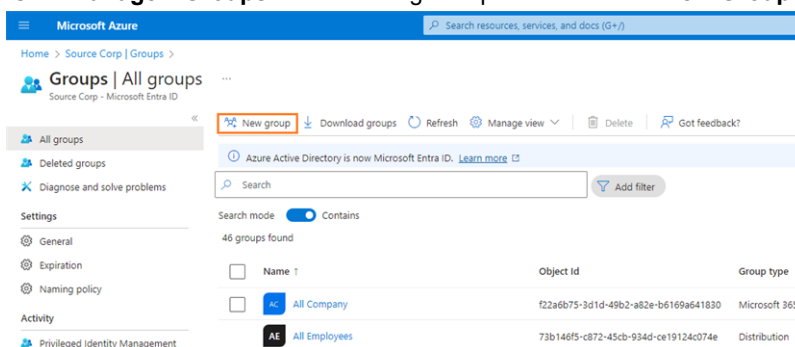 Microsoft Azure
Search resources, services, and docs (G+/)
Home > Source Corp | Groups >
Groups | All groups ...
Source Corp - Microsoft Entra ID
New group Download groups Refresh Manage view Delete Got feedback?
All groups
Deleted groups
Diagnose and solve problems
Settings
General
Expiration
Naming policy
Activity
Privileged Identity Management
Azure Active Directory is now Microsoft Entra ID. Learn more
Search
Add filter
Search mode Contains
46 groups found
Name ↑ Object Id Group type
AC All Company f22a6b75-3d1d-49b2-a82e-b6169a641830 Microsoft 365
AE All Employees 73b146f5-c872-45cb-934d-ce19124c074e Distribution